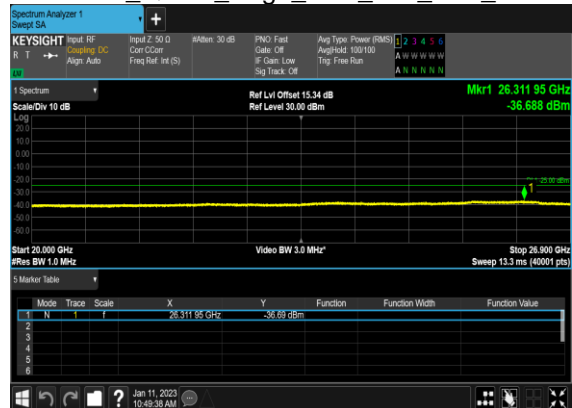 Spectrum Analyzer 1
Swept SA
+
KEYSIGHT Input: RF Input Z: 50 Ω #Atten: 30 dB PNO: Fast Avg Type: Power (RMS) 1 2 3 4 5 6
R T Coupling: DC Corr CCorr Gate: Off Avg|Hold: 100/100 A W W W W W
Align: Auto Freq Ref: Int (S) IF Gain: Low Trig: Free Run A N N N N N
Sig Track: Off
1 Spectrum Ref Lvl Offset 15.34 dB Mkr1 26.311 95 GHz
Scale/Div 10 dB Ref Level 30.00 dBm -36.688 dBm
Log
20.0
10.0
0.00
-10.0
-20.0
-25.00 dBm
-30.0
1
-40.0
-50.0
-60.0
Start 20.000 GHz Video BW 3.0 MHz* Stop 26.900 GHz
#Res BW 1.0 MHz Sweep 13.3 ms (40001 pts)
5 Marker Table
Mode Trace Scale X Y Function Function Width Function Value
1 N 1 f 26.311 95 GHz -36.69 dBm
2
3
4
5
6
? Jan 11, 2023
10:49:38 AM